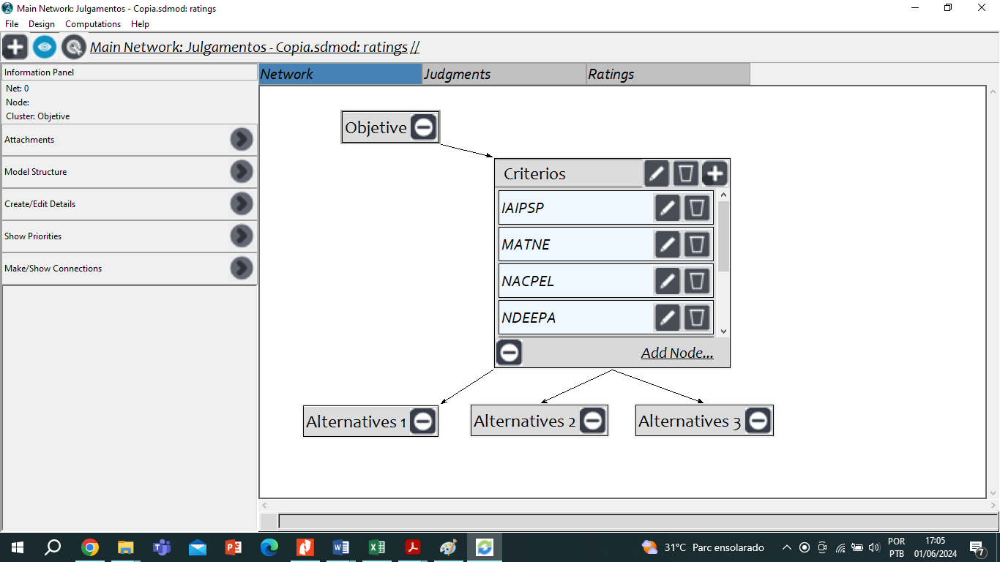 Main Network: Julgamentos - Copia.sdmod: ratings
File Design Computations Help
Main Network: Julgamentos - Copia.sdmod: ratings //
Information Panel
Net: 0
Node:
Cluster: Objetive
Attachments
Model Structure
Create/Edit Details
Show Priorities
Make/Show Connections
Network Judgments Ratings
Objetive
Criterios
IAIPSP
MATNE
NACPEL
NDEEPA
Add Node...
Alternatives 1 Alternatives 2 Alternatives 3
31°C Parc ensolarado
POR
PTB
17:05
01/06/2024
7